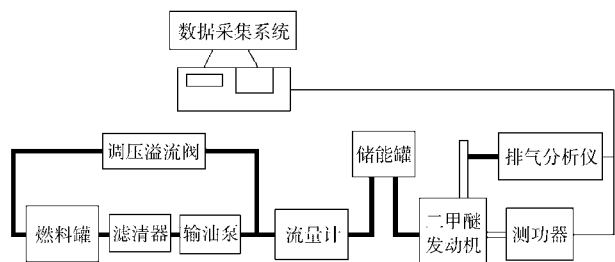 数据采集系统
调压溢流阀
储能罐
排气分析仪
燃料罐
滤清器
输油泵
流量计
二甲醚
发动机
测功器